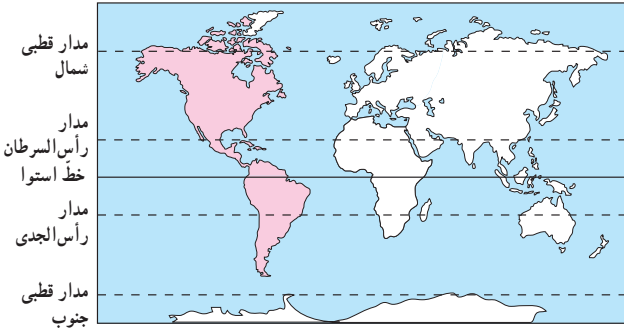 مدار قطبی
شمال
مدار
رأس‌السرطان
خط استوا
مدار
رأس‌الجدی
مدار قطبی
جنوب